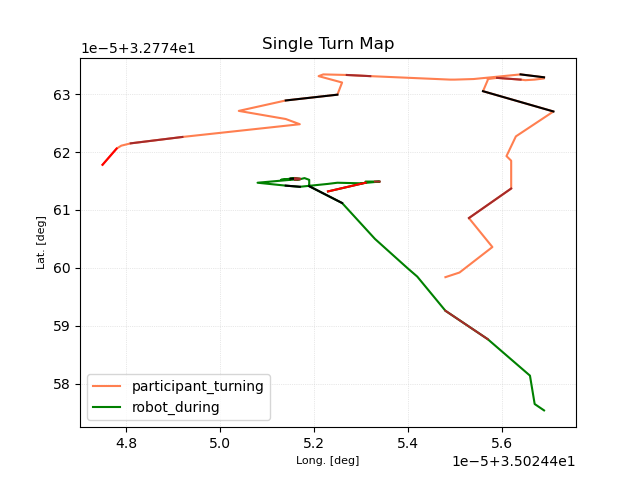 1e−5+3.2774e1
Single Turn Map
63
62
61
60
59
58
Lat. [deg]
participant_turning
robot_during
4.8
5.0
5.2
5.4
5.6
Long. [deg]
1e−5+3.50244e1